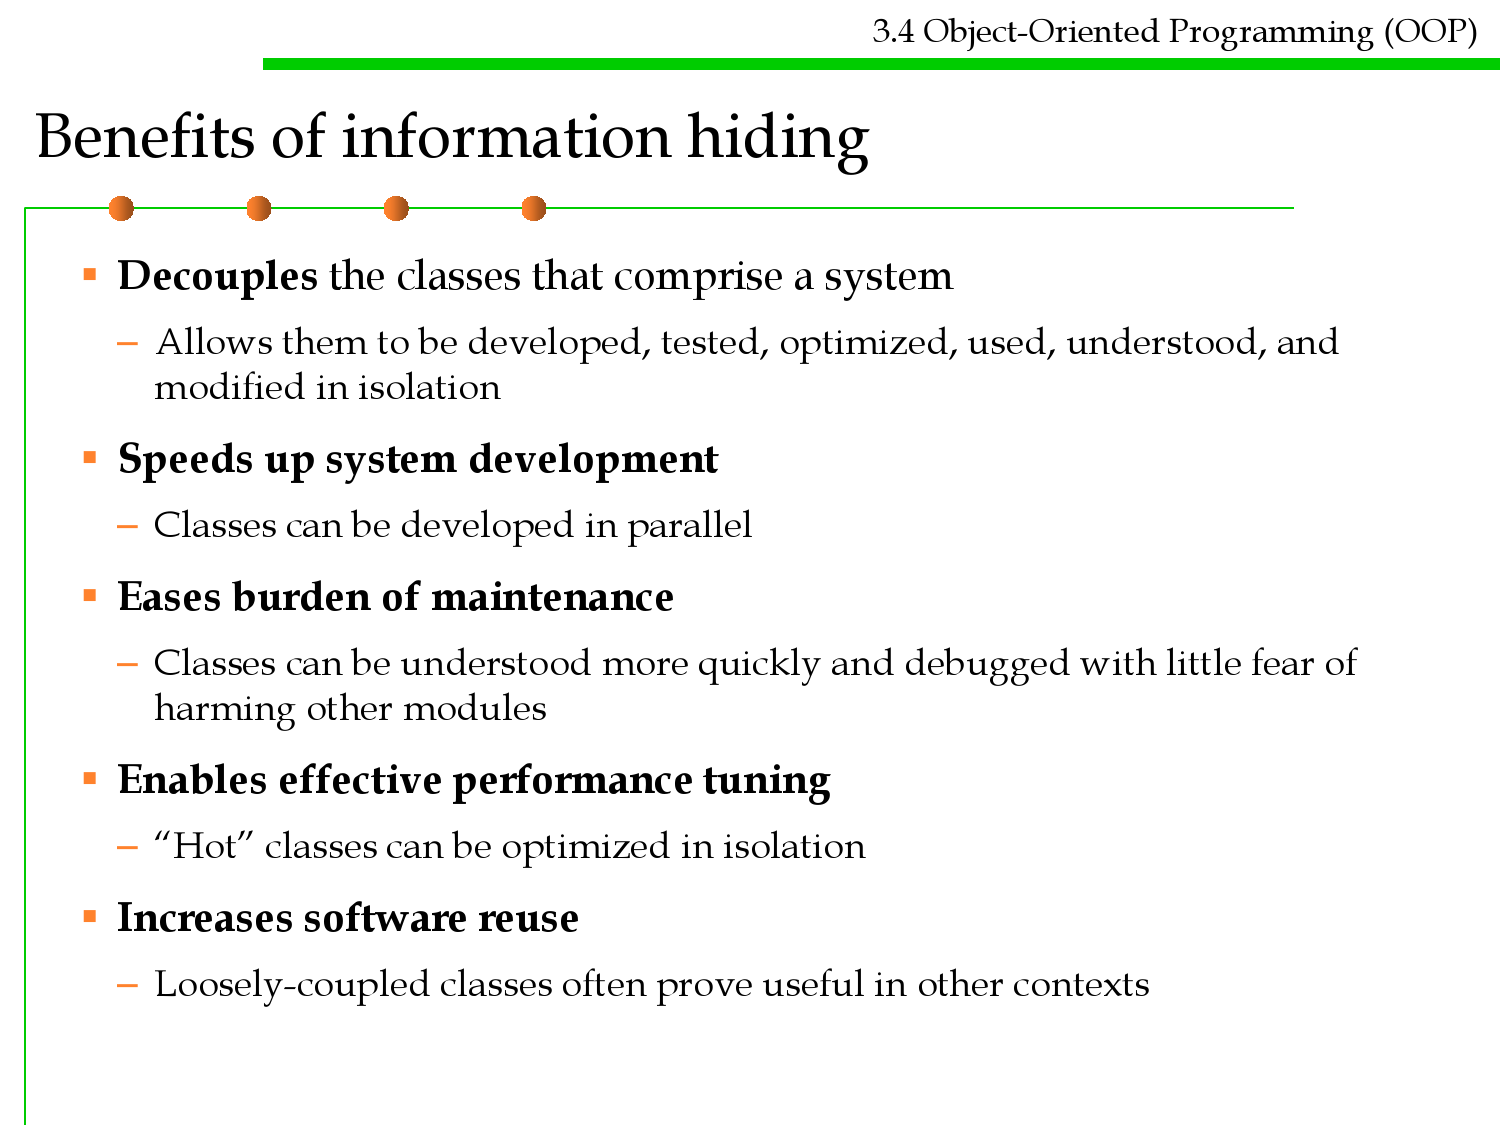 3.4 Object-Oriented Programming (OOP)
Benefits of information hiding
▪ Decouples the classes that comprise a system
– Allows them to be developed, tested, optimized, used, understood, and
modified in isolation
▪ Speeds up system development
– Classes can be developed in parallel
▪ Eases burden of maintenance
– Classes can be understood more quickly and debugged with little fear of
harming other modules
▪ Enables effective performance tuning
– “Hot” classes can be optimized in isolation
▪ Increases software reuse
– Loosely-coupled classes often prove useful in other contexts